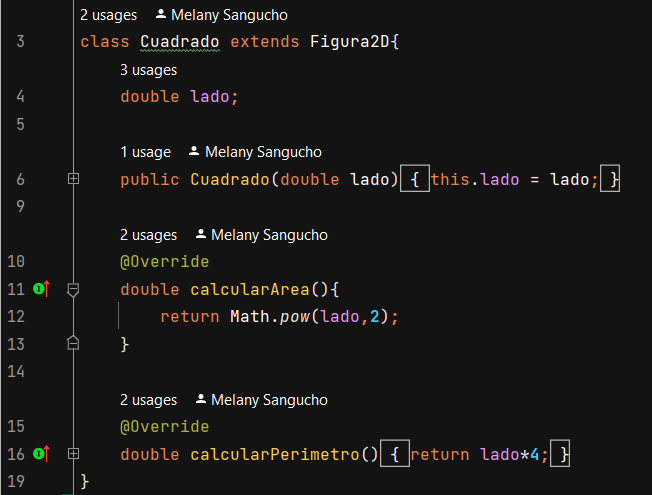 2 usages Melany Sangucho
3 class Cuadrado extends Figura2D{
3 usages
4 double lado;
5
1 usage Melany Sangucho
6 public Cuadrado(double lado) { this.lado = lado; }
9
2 usages Melany Sangucho
10 @Override
11 double calcularArea(){
12 return Math.pow(lado,2);
13 }
14
2 usages Melany Sangucho
15 @Override
16 double calcularPerimetro() { return lado*4; }
19 }